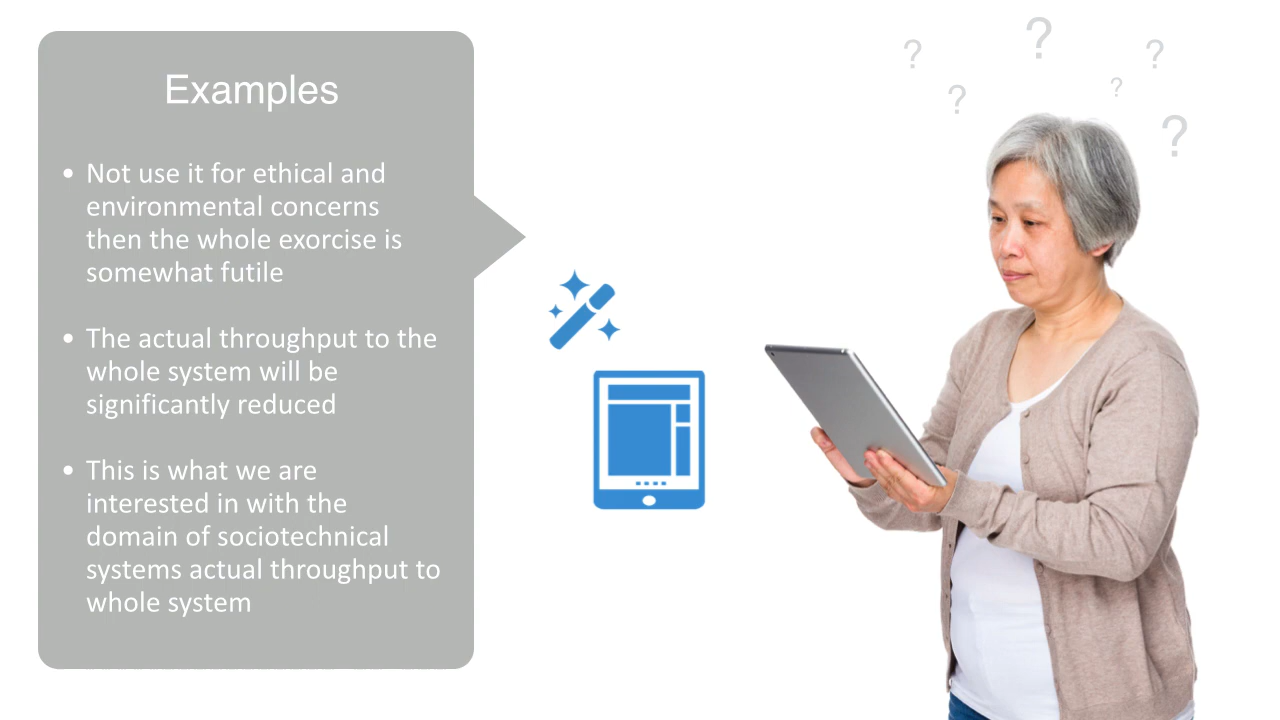 Examples
• Not use it for ethical and
environmental concerns
then the whole exorcise is
somewhat futile
• The actual throughput to the
whole system will be
significantly reduced
• This is what we are
interested in with the
domain of sociotechnical
systems actual throughput to
whole system
? ? ? ? ? ?